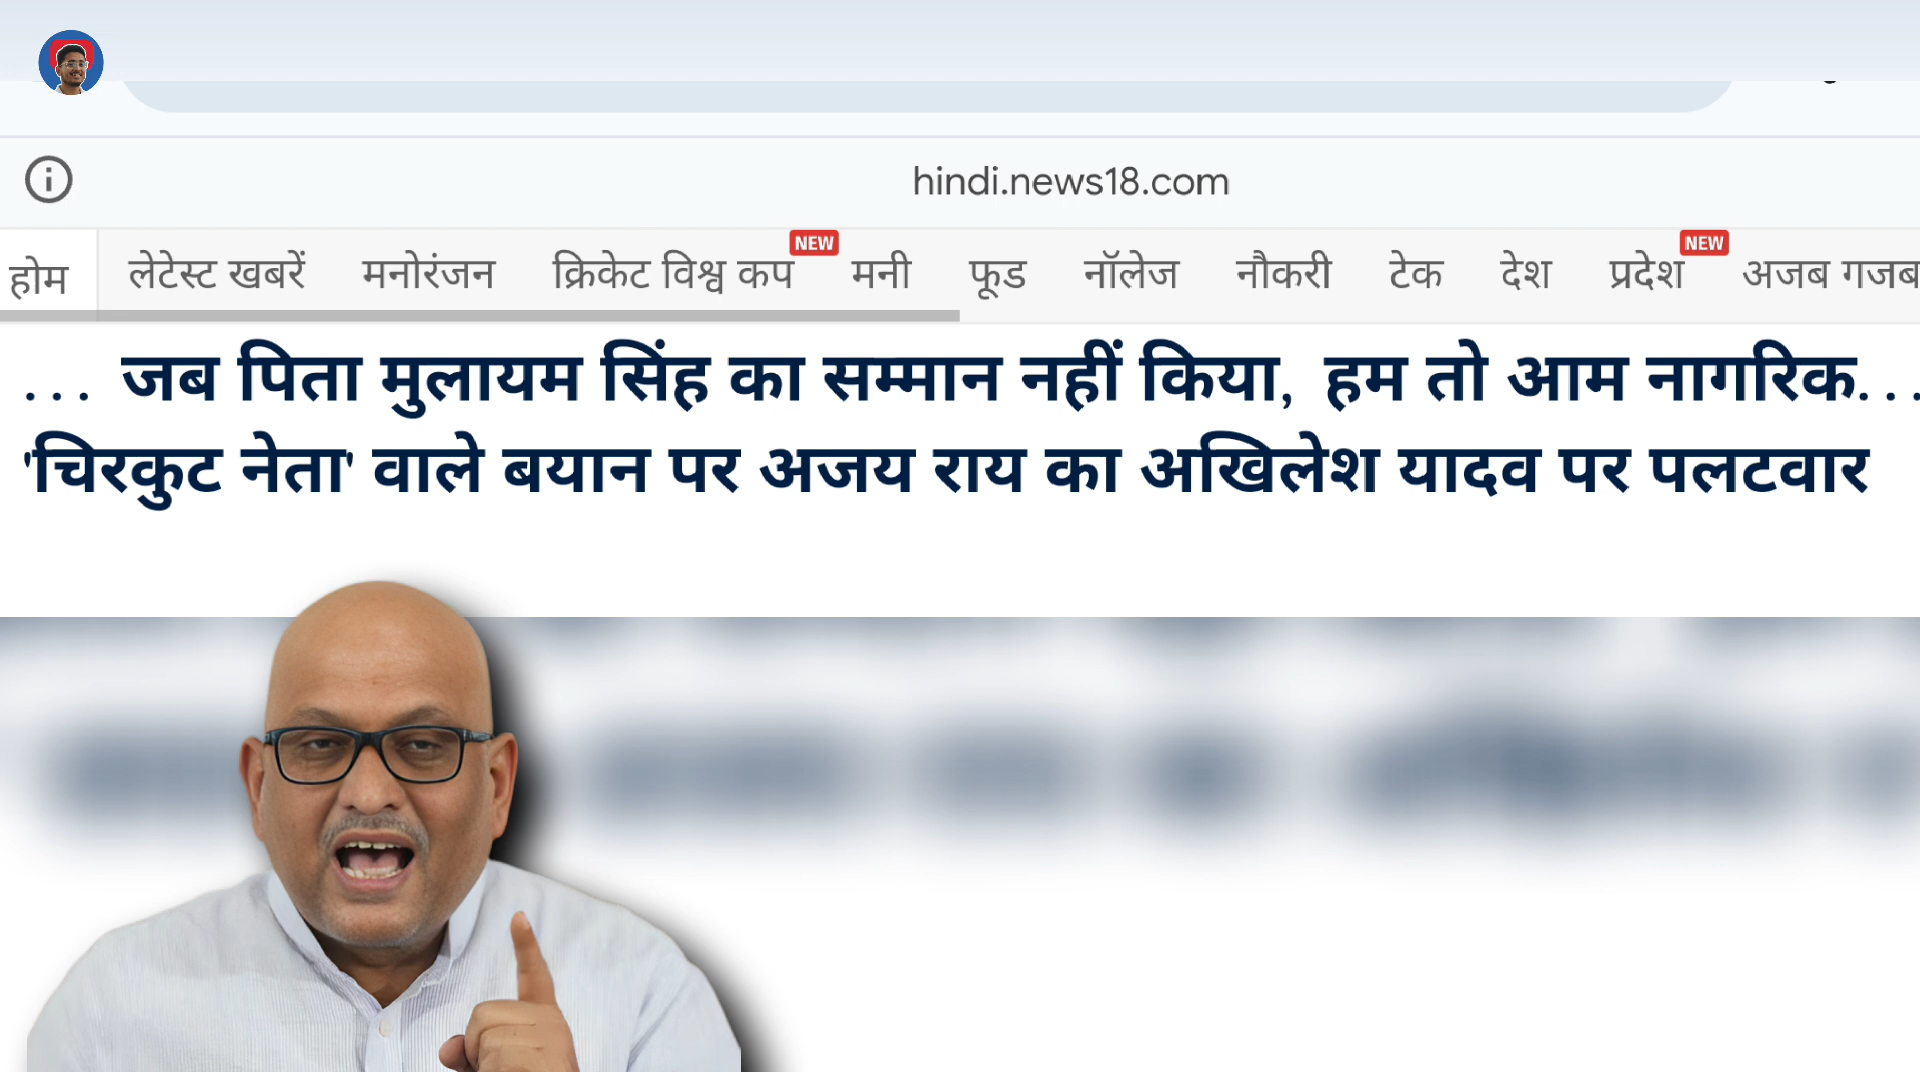 hindi.news18.com
NEW NEW
होम लेटेस्ट खबरें मनोरंजन क्रिकेट विश्व कप मनी फूड नॉलेज नौकरी टेक देश प्रदेश अजब गजब
... जब पिता मुलायम सिंह का सम्मान नहीं किया, हम तो आम नागरिक...
'चिरकुट नेता' वाले बयान पर अजय राय का अखिलेश यादव पर पलटवार